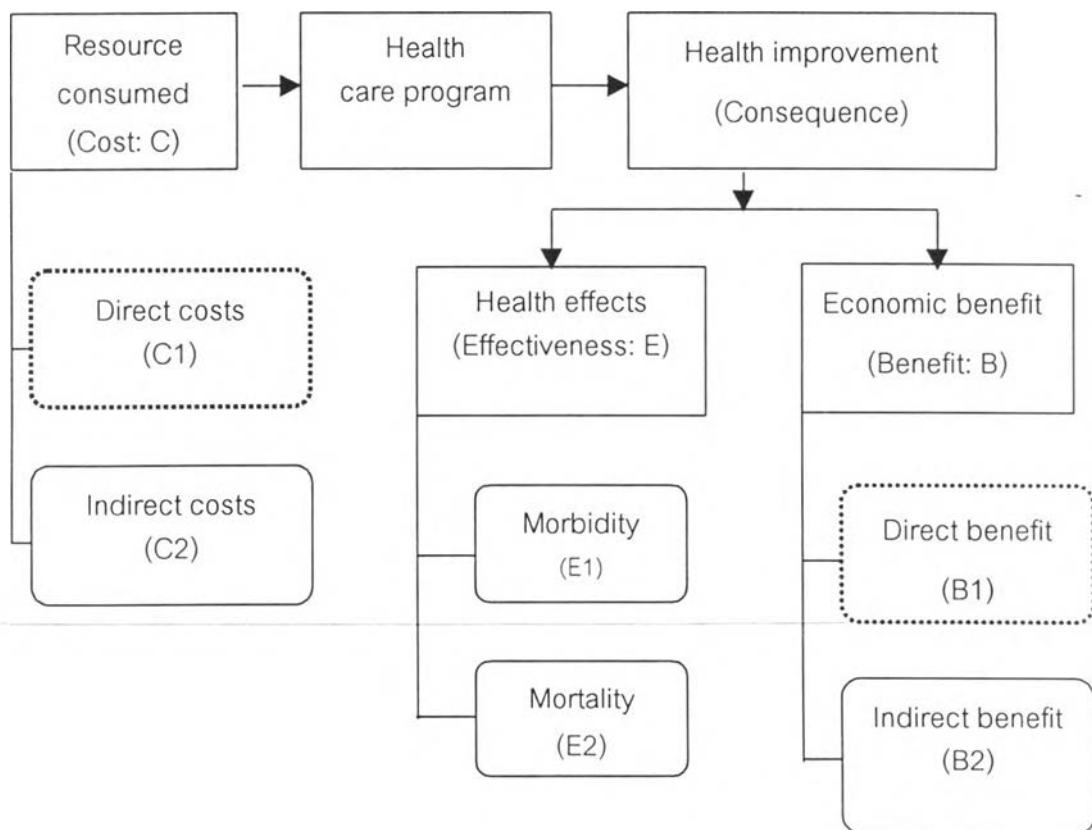 Resource
consumed
(Cost: C)
Health
care program
Health improvement
(Consequence)
Direct costs
(C1)
Indirect costs
(C2)
Health effects
(Effectiveness: E)
Morbidity
(E1)
Mortality
(E2)
Economic benefit
(Benefit: B)
Direct benefit
(B1)
Indirect benefit
(B2)